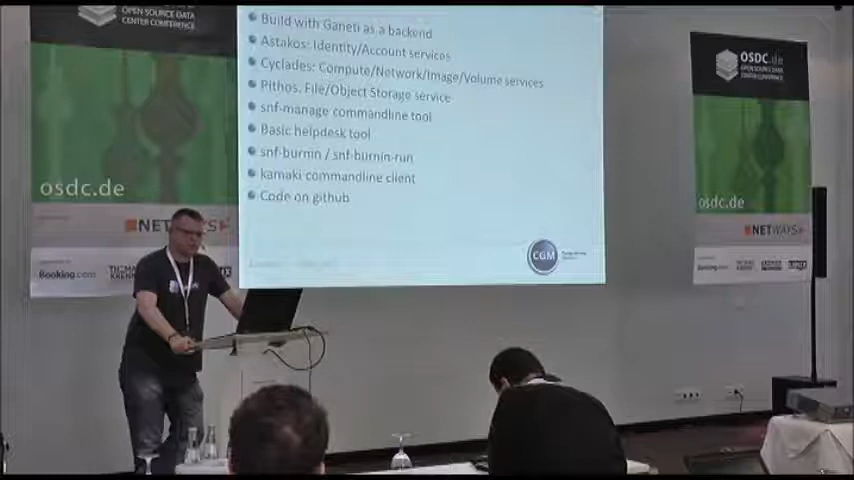 OPEN SOURCE DATA
CENTER CONFERENCE
osdc.de
NETWAYS
Booking.com
Build with Ganeti as a backend
Astakos: Identity/Account services
Cyclades: Compute/Network/Image/Volume services
Pithos, File/Object Storage service
snf-manage commandline tool
Basic helpdesk tool
snf-burnin / snf-burnin-run
kamaki commandline client
Code on github
CGM
OSDC.de
OPEN SOURCE DATA
CENTER CONFERENCE
osdc.de
NETWAYS
Booking.com